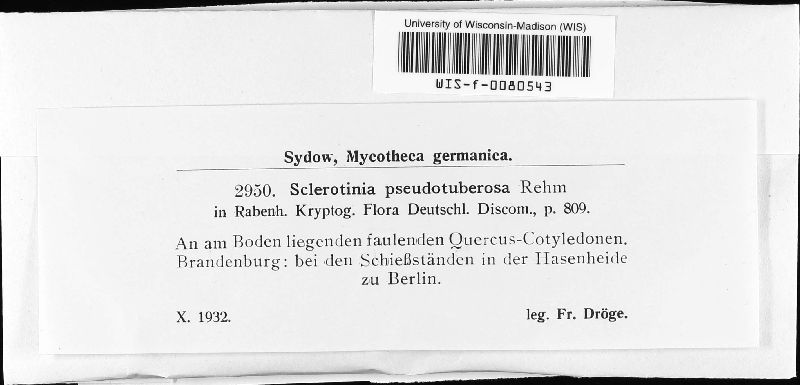 University of Wisconsin-Madison (WIS)
WIS-f-0080543
Sydow, Mycotheca germanica.
2950. Sclerotinia pseudotuberosa Rehm
in Rabenh. Kryptog. Flora Deutschl. Discom., p. 809.
An am Boden liegenden faulenden Quercus-Cotyledonen.
Brandenburg: bei den Schießständen in der Hasenheide
zu Berlin.
X. 1932. leg. Fr. Dröge.